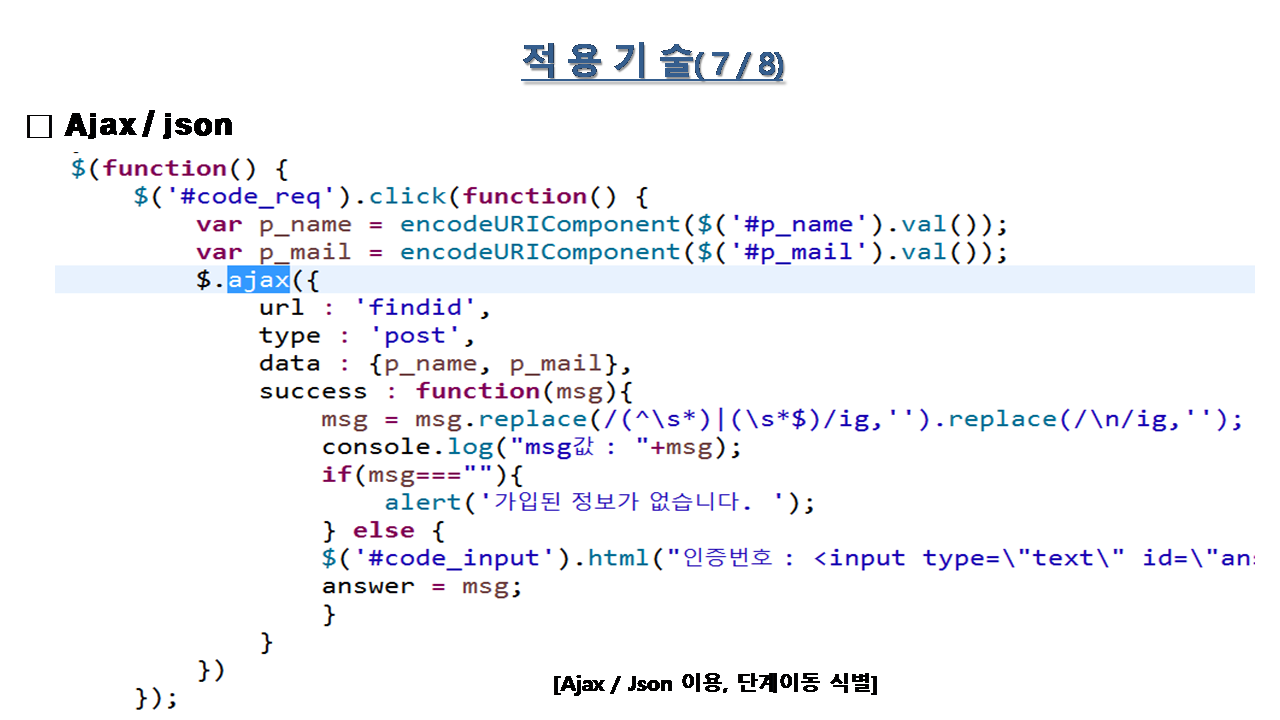 적 용 기 술( 7 / 8)
□ Ajax / json
$(function() {
$('#code_req').click(function() {
var p_name = encodeURIComponent($('#p_name').val());
var p_mail = encodeURIComponent($('#p_mail').val());
$.ajax({
url : 'findid',
type : 'post',
data : {p_name, p_mail},
success : function(msg){
msg = msg.replace(/(^\s*)|(\s*$)/ig,'').replace(/\n/ig,'');
console.log("msg값 : "+msg);
if(msg===""){
alert('가입된 정보가 없습니다. ');
} else {
$('#code_input').html("인증번호 : <input type=\"text\" id=\"an
answer = msg;
}
}
})
});
[Ajax / Json 이용, 단계이동 식별]